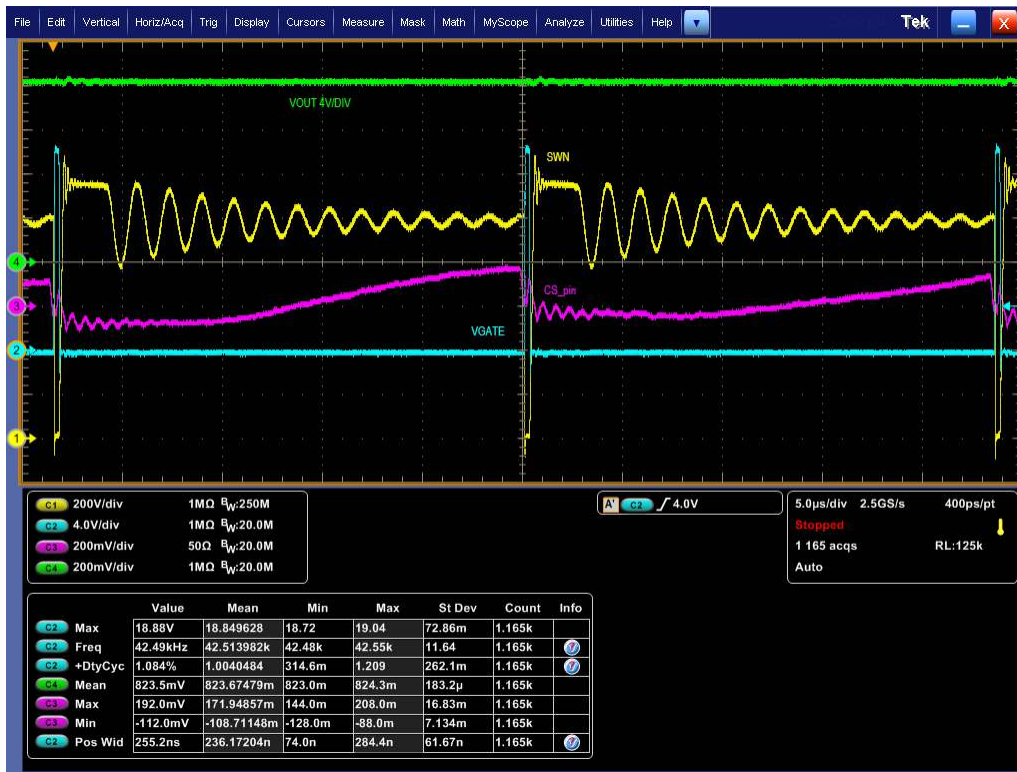 File Edit Vertical Horiz/Acq Trig Display Cursors Measure Mask Math MyScope Analyze Utilities Help Tek X
VOUT 4V/DIV
SWN
4
CS_pin
3
VGATE
2
1
C1 200V/div 1MΩ BW:250M
C2 4.0V/div 1MΩ BW:20.0M
C3 200mV/div 50Ω BW:20.0M
C4 200mV/div 1MΩ BW:20.0M
A' C2 4.0V
5.0µs/div 2.5GS/s 400ps/pt
Stopped
1 165 acqs RL:125k
Auto
Value Mean Min Max St Dev Count Info
C2 Max 18.88V 18.849628 18.72 19.04 72.86m 1.165k
C2 Freq 42.49kHz 42.513982k 42.48k 42.55k 11.64 1.165k
C2 +DtyCyc 1.084% 1.0040484 314.6m 1.209 262.1m 1.165k
C4 Mean 823.5mV 823.67479m 823.0m 824.3m 183.2µ 1.165k
C3 Max 192.0mV 171.94857m 144.0m 208.0m 16.83m 1.165k
C3 Min -112.0mV -108.71148m -128.0m -88.0m 7.134m 1.165k
C2 Pos Wid 255.2ns 236.17204n 74.0n 284.4n 61.67n 1.165k